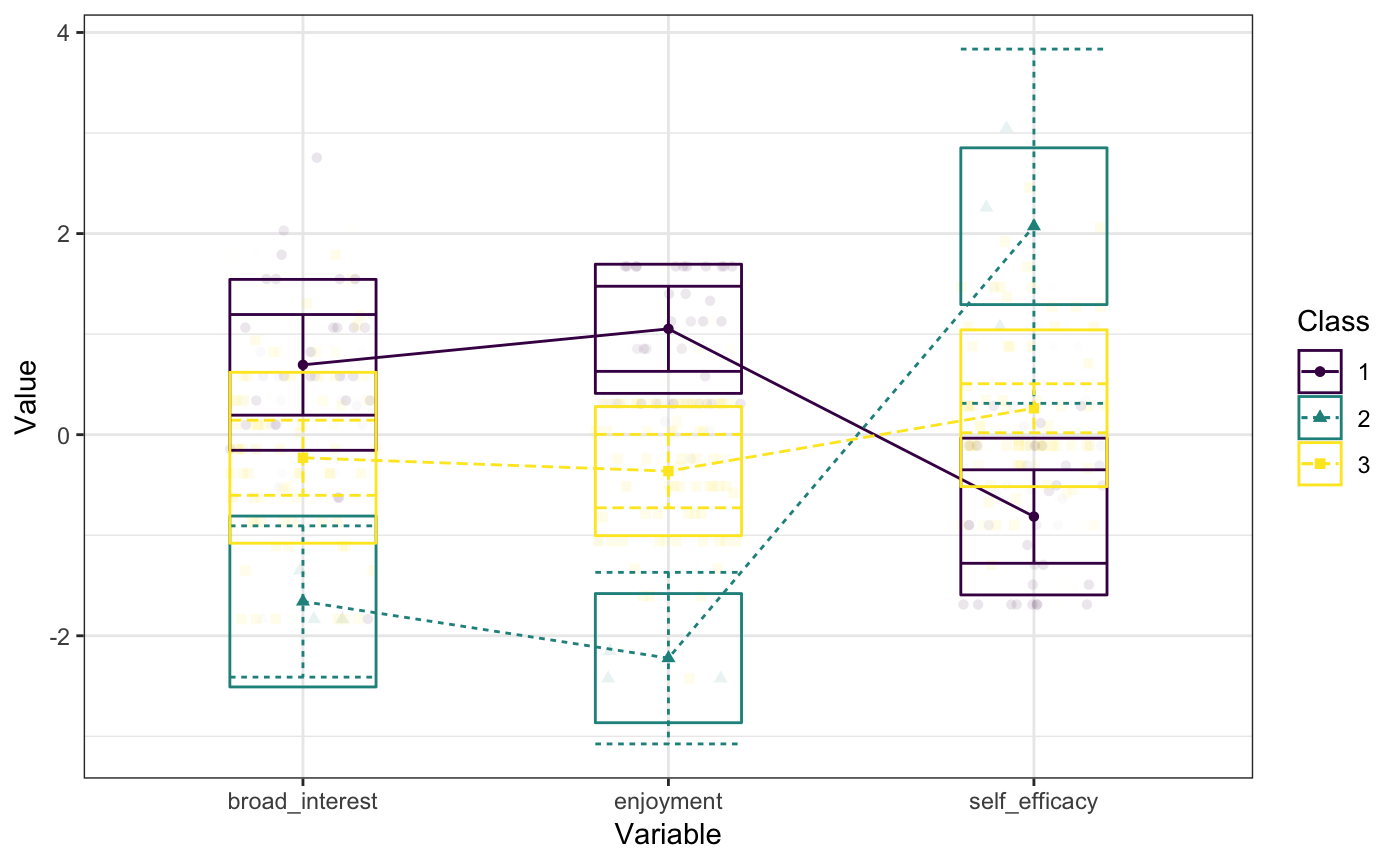 4
2
0
-2
Value
broad_interest
enjoyment
self_efficacy
Variable
Class
1
2
3